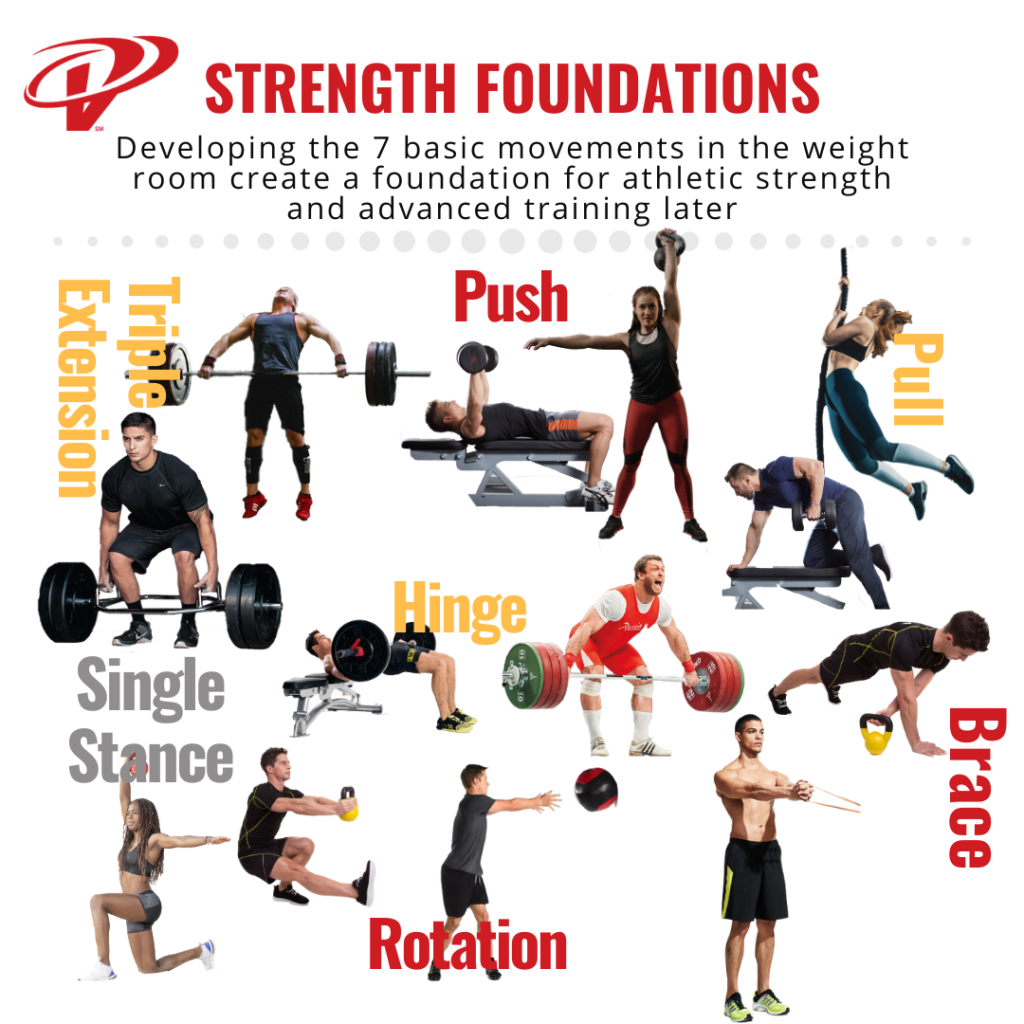 STRENGTH FOUNDATIONS
SM
Developing the 7 basic movements in the weight
room create a foundation for athletic strength
and advanced training later
Triple
Extension
Push
Pull
Hinge
Single
Stance
Brace
Rotation